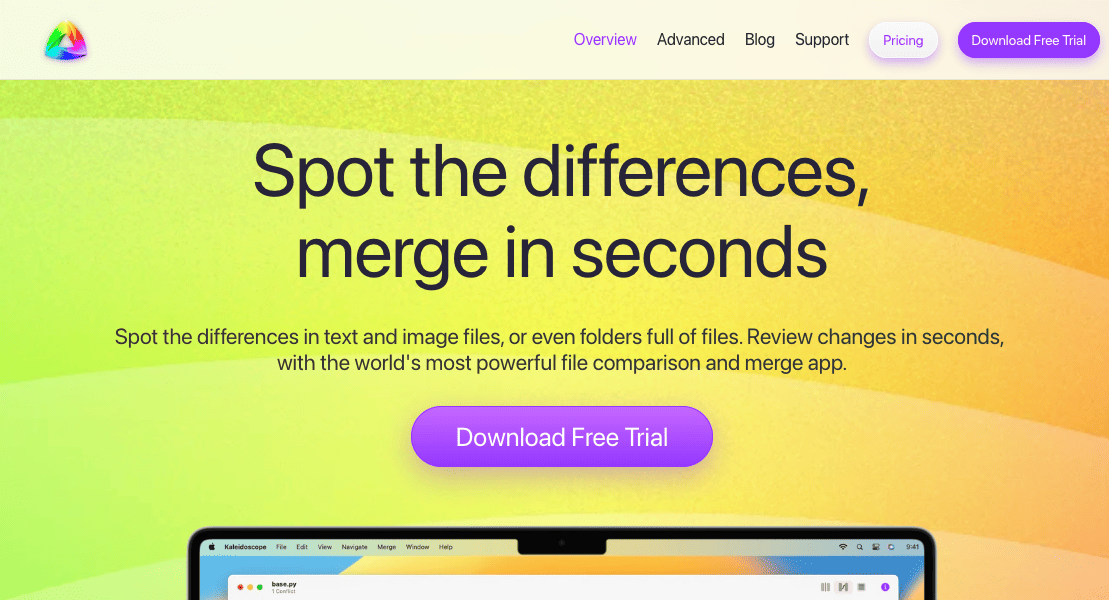 Overview Advanced Blog Support Pricing Download Free Trial
Spot the differences,
merge in seconds
Spot the differences in text and image files, or even folders full of files. Review changes in seconds,
with the world's most powerful file comparison and merge app.
Download Free Trial
Kaleidoscope File Edit View Navigate Merge Window Help 9:41
base.py
1 Conflict